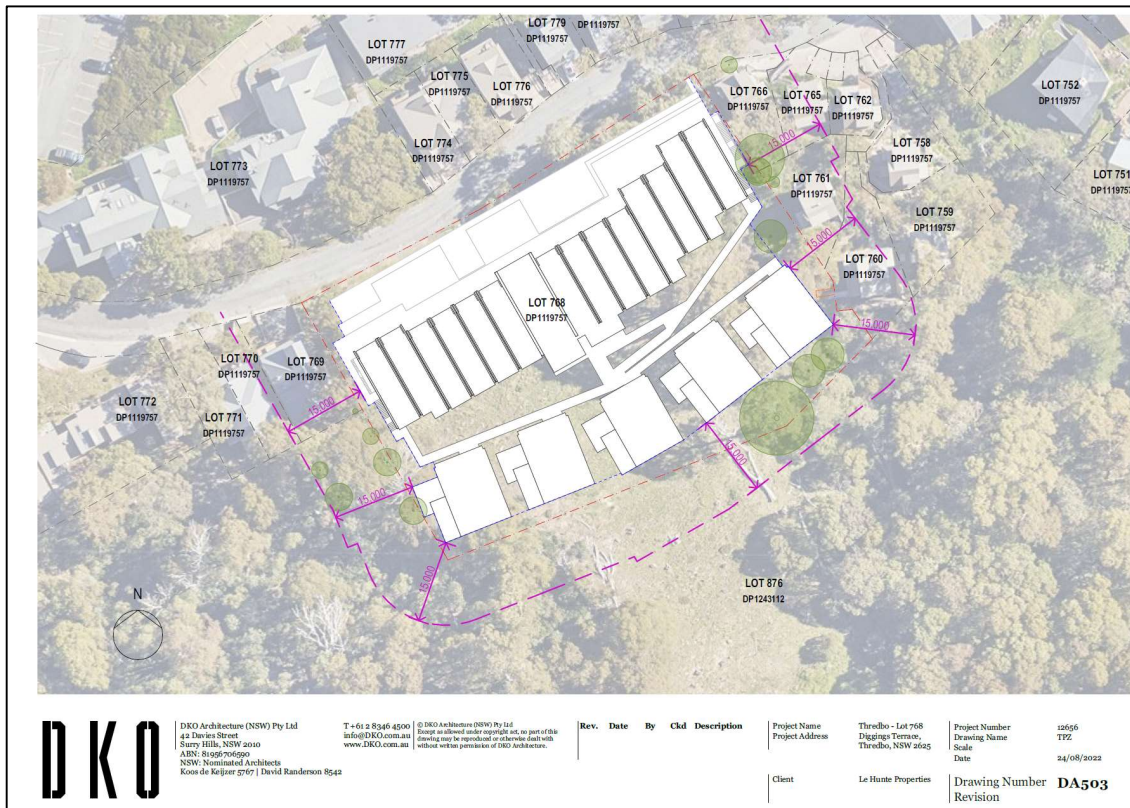 LOT 779
DP1119757
DP1119757
LOT 777
DP1119757
LOT 775
DP1119757
LOT 776
DP1119757
LOT 774
DP1119757
LOT 773
DP1119757
LOT 766
DP1119757
LOT 765
DP1119757
LOT 762
DP1119757
LOT 752
DP1119757
LOT 758
DP1119757
LOT 751
DP1119757
LOT 761
DP1119757
LOT 759
DP1119757
LOT 760
DP1119757
15.000
15.000
15.000
LOT 768
DP1119757
LOT 770
DP1119757
LOT 769
DP1119757
LOT 772
DP1119757
LOT 771
DP1119757
15.000
15.000
15.000
15.000
LOT 876
DP1243112
N
DKO
DKO Architecture (NSW) Pty Ltd
42 Davies Street
Surry Hills, NSW 2010
ABN: 81956706590
NSW: Nominated Architects
Koos de Keijzer 5767 | David Randerson 8542
T +61 2 8346 4500
info@DKO.com.au
www.DKO.com.au
© DKO Architecture (NSW) Pty Ltd
Except as allowed under copyright act, no part of this
drawing may be reproduced or otherwise dealt with
without written permission of DKO Architecture.
Rev. Date By Ckd Description
Project Name Thredbo - Lot 768
Project Address Diggings Terrace,
Thredbo, NSW 2625
Client Le Hunte Properties
Project Number 12656
Drawing Name TPZ
Scale
Date 24/08/2022
Drawing Number DA503
Revision